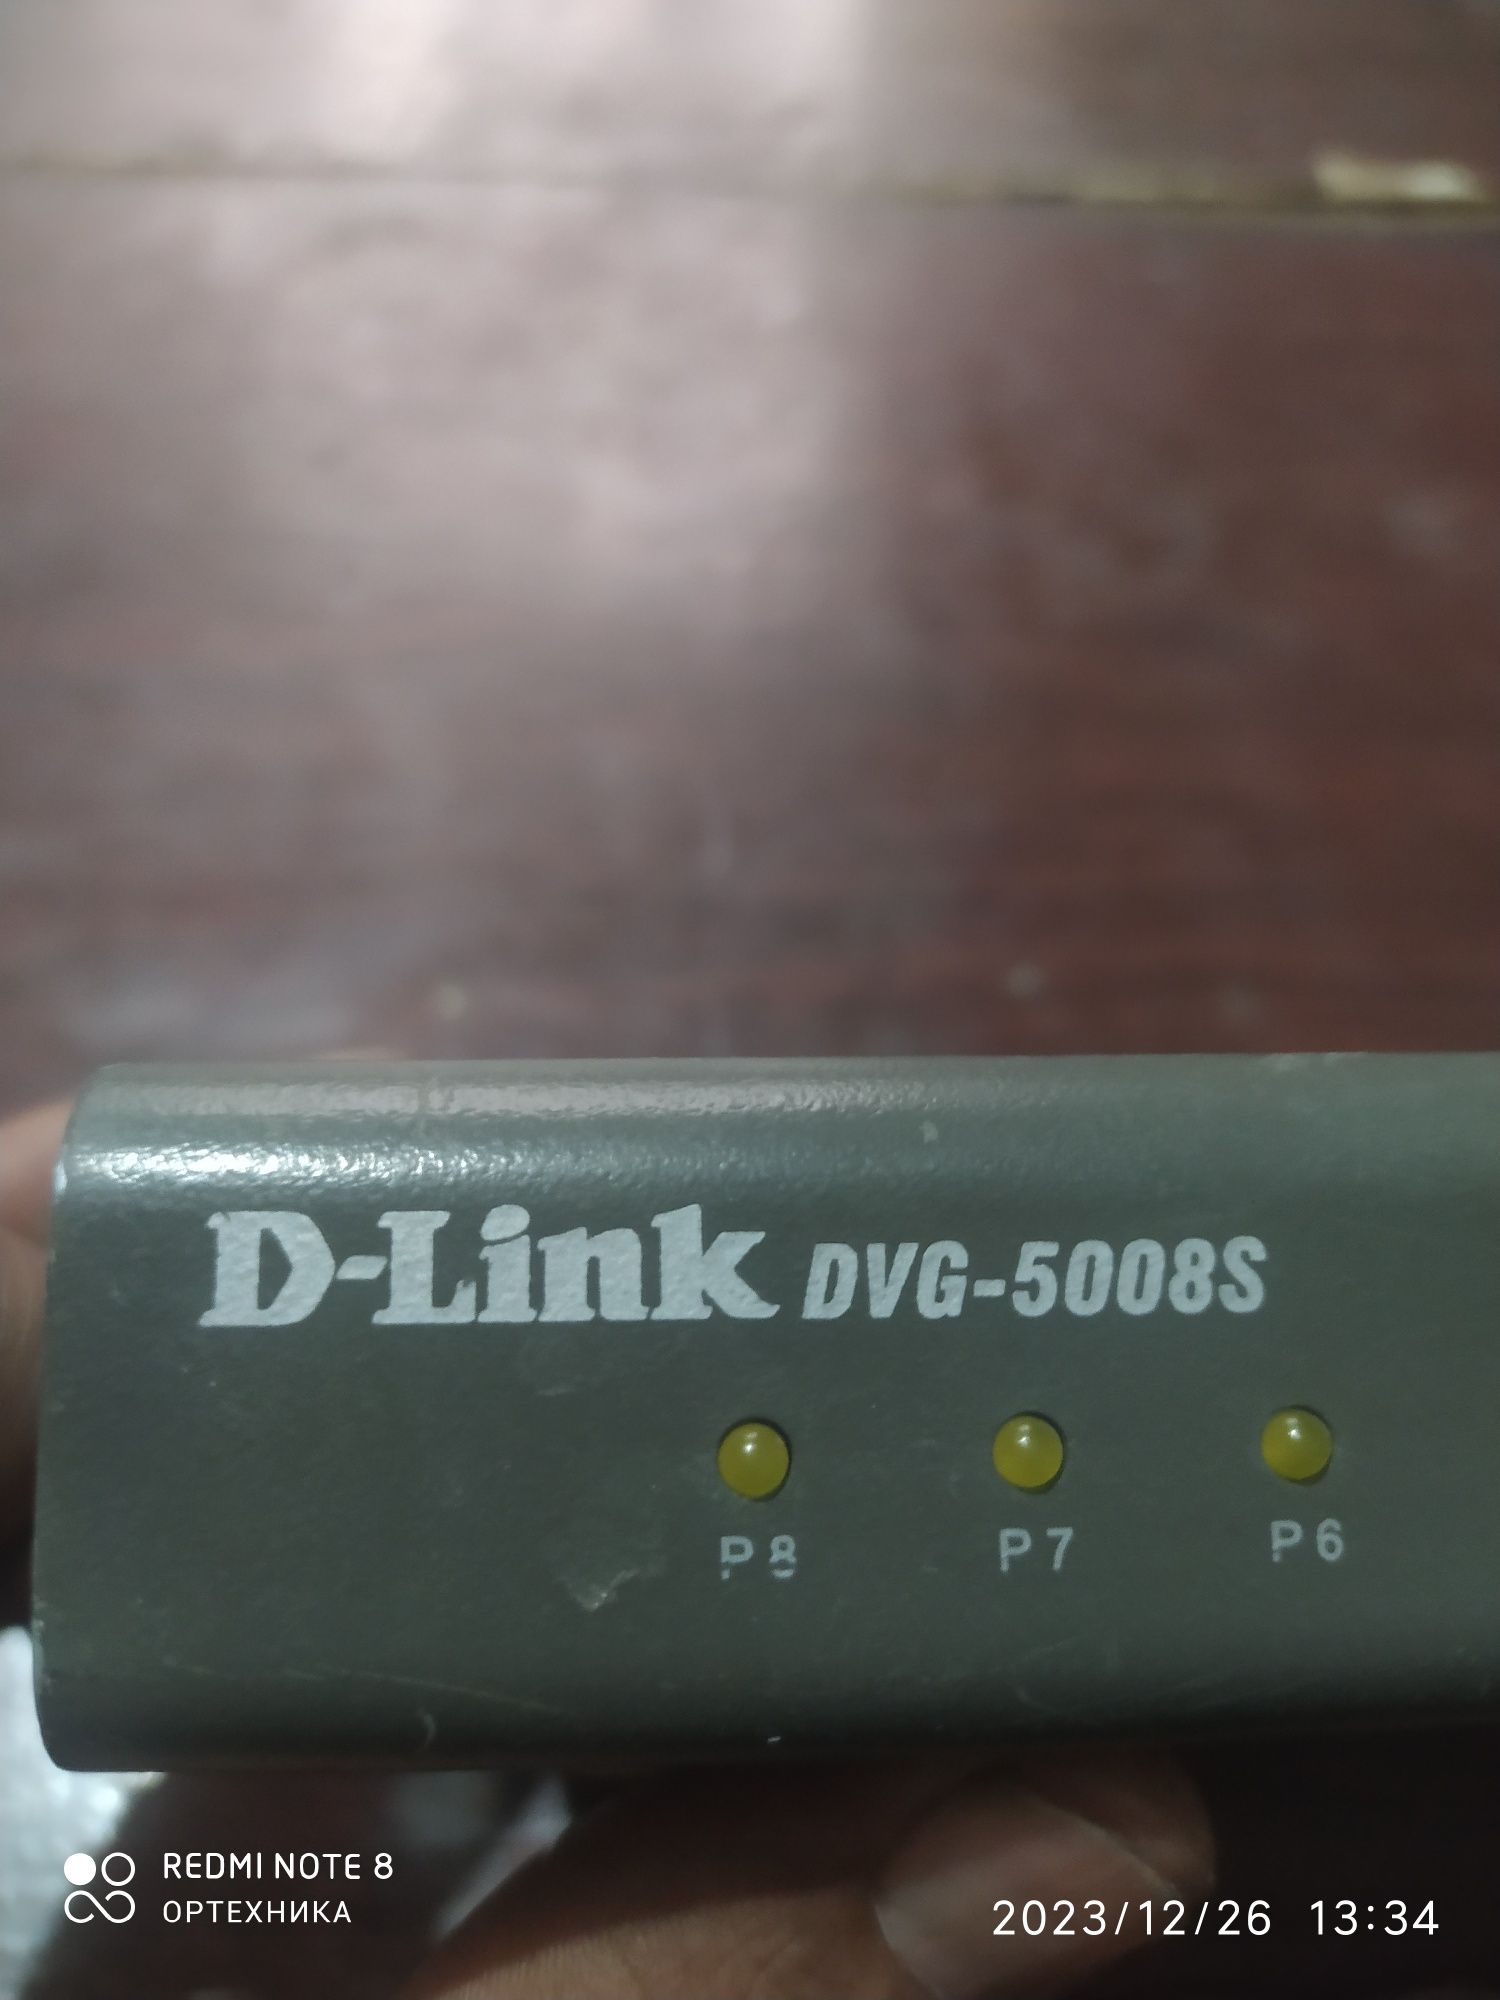 D-Link DVG-5008S
P8 P7 P6
REDMI NOTE 8
ОРТЕХНИКА
2023/12/26 13:34